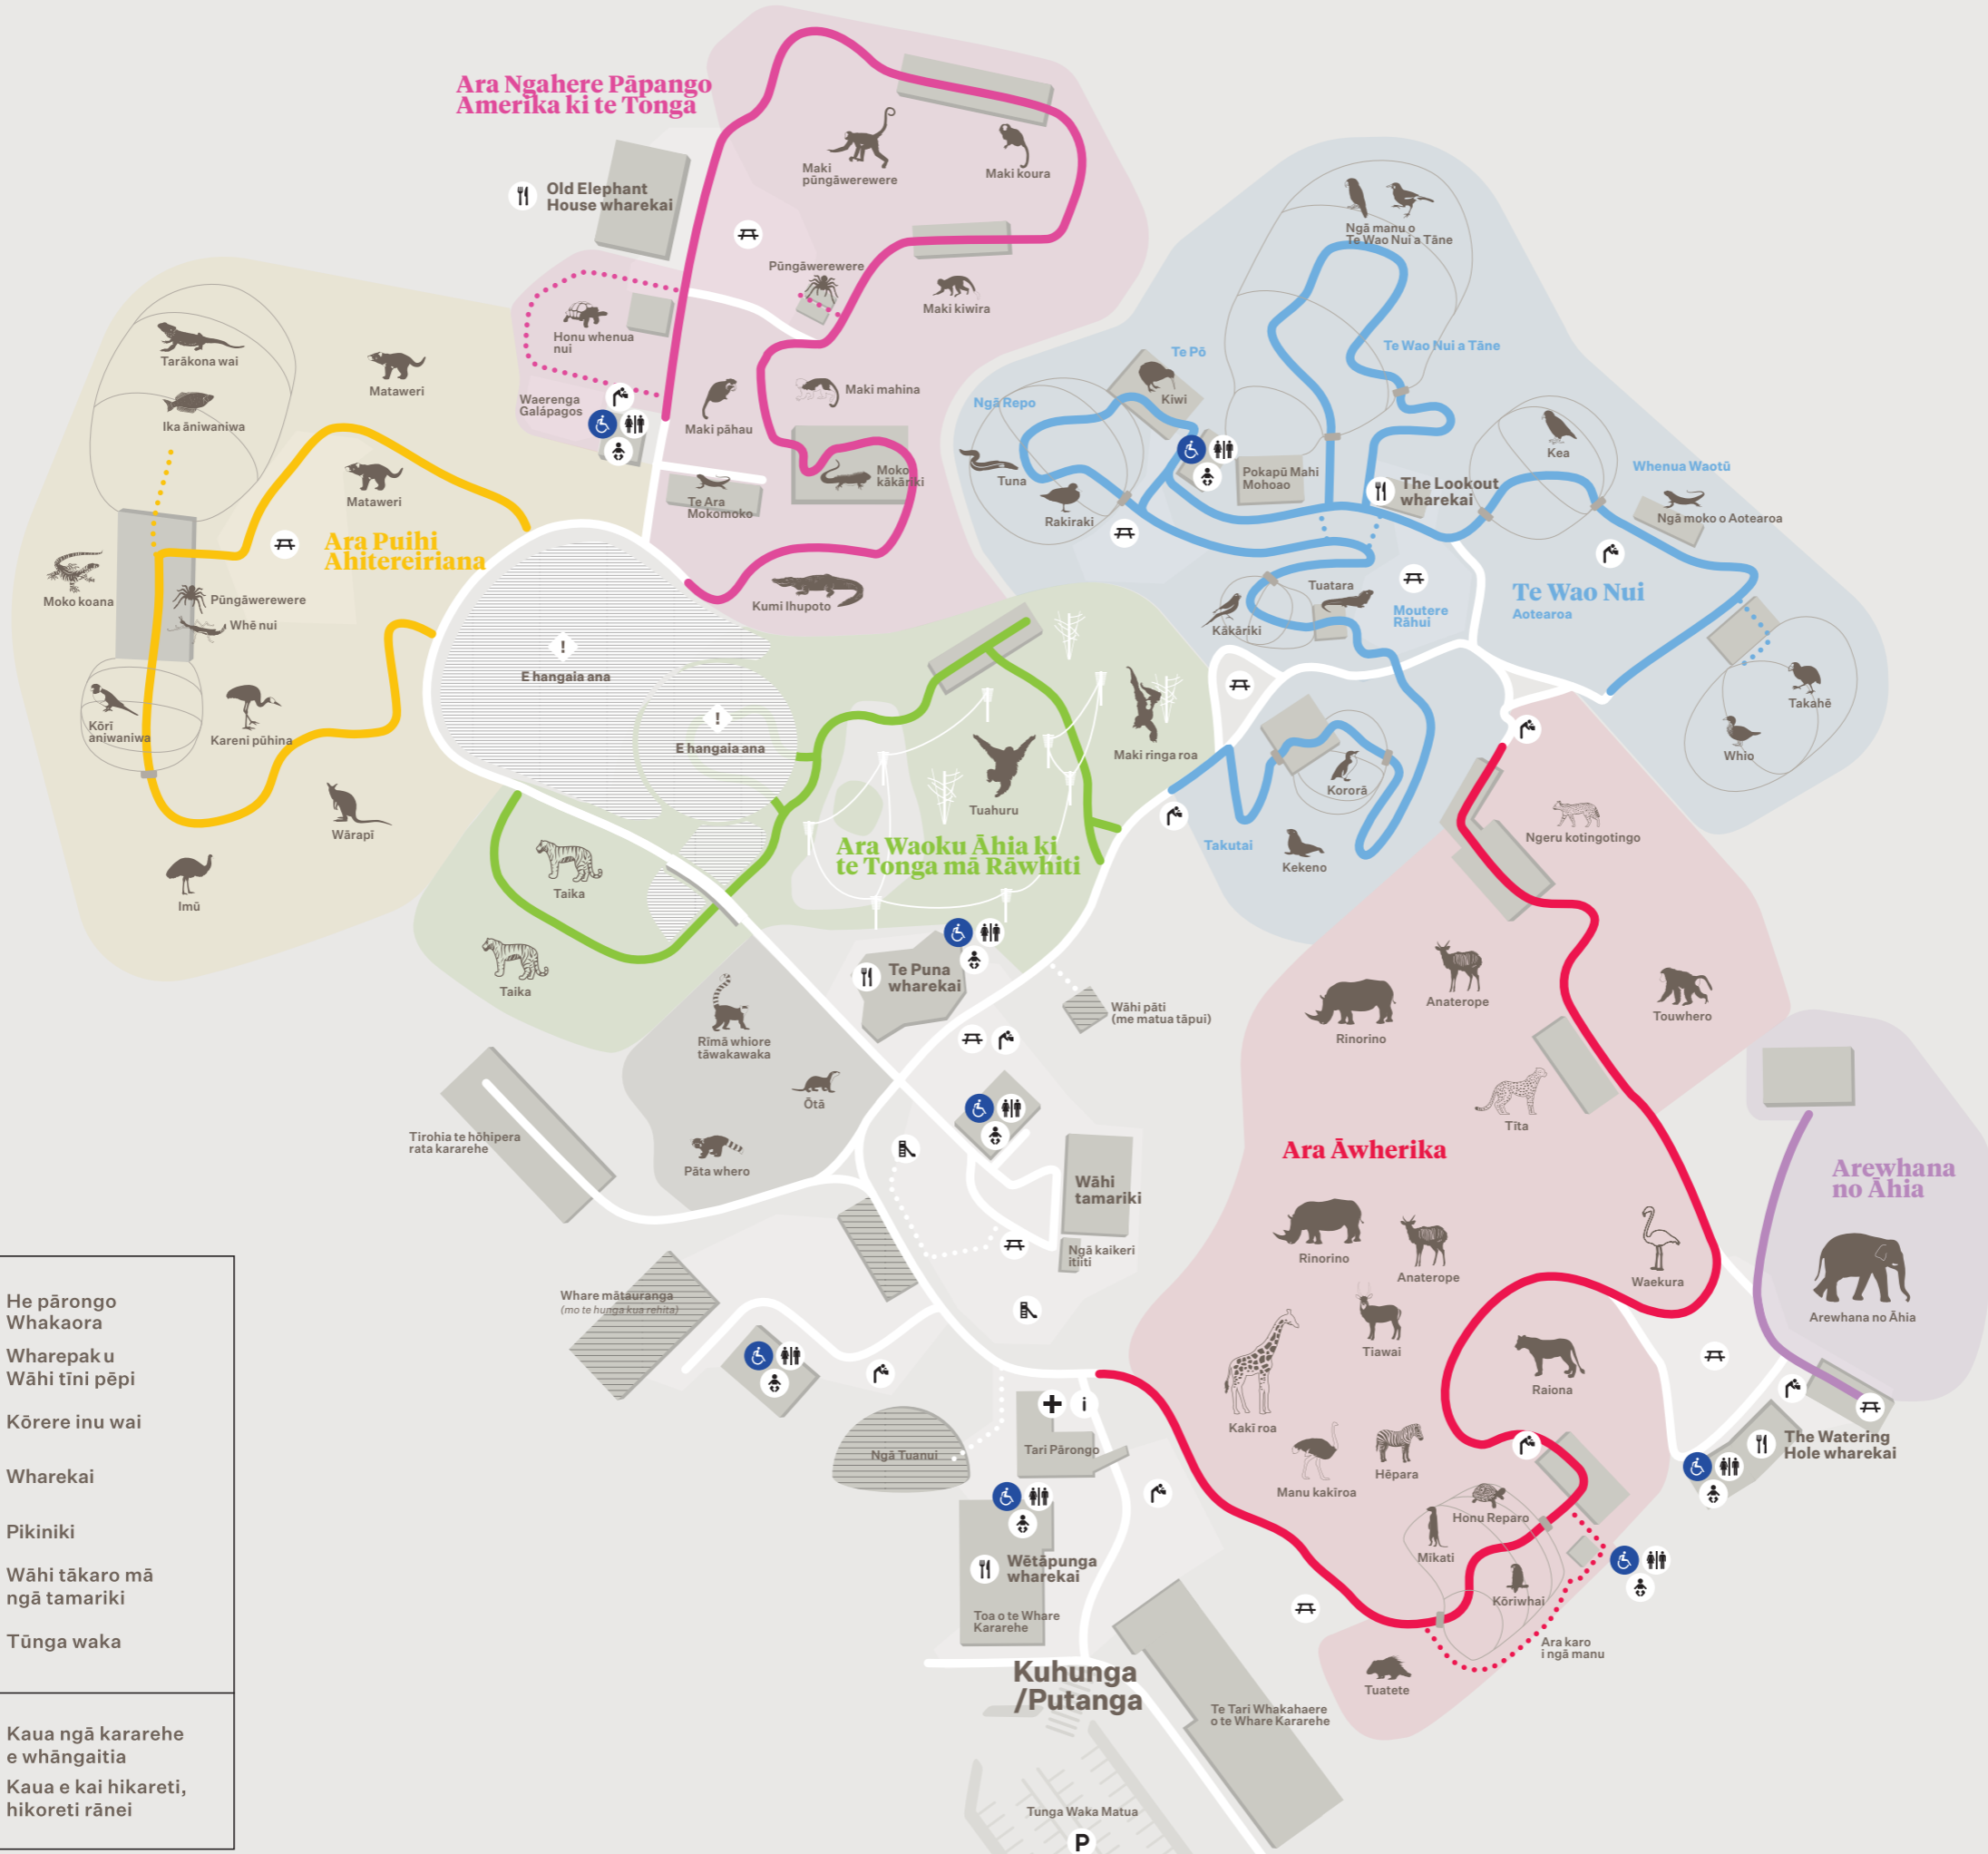 Ara Ngahere Pāpango
Amerika ki te Tonga
Old Elephant
House wharekai
Maki
pūngāwerewere
Maki koura
Pūngāwerewere
Maki kiwira
Honu whenua
nui
Waerenga
Galápagos
Maki pāhau
Maki mahina
Moko
kākāriki
Te Ara
Mokomoko
Kumi Ihupoto
Tarākona wai
Ika āniwaniwa
Mataweri
Mataweri
Ara Puihi
Ahitereiriana
Moko koana
Pūngāwerewere
Whē nui
Kōrī
aniwaniwa
Kareni pūhina
Wārapī
Imū
!
E hangaia ana
!
E hangaia ana
Ngā manu o
Te Wao Nui a Tāne
Te Wao Nui a Tāne
Te Pō
Kiwi
Ngā Repo
Tuna
Rakiraki
Pokapū Mahi
Mohoao
The Lookout
wharekai
Kea
Whenua Waotū
Ngā moko o Aotearoa
Te Wao Nui
Aotearoa
Tuatara
Moutere
Rāhui
Kākāriki
Takahē
Whio
Kororā
Takutai
Kekeno
Maki ringa roa
Tuahuru
Ara Waoku Āhia ki
te Tonga mā Rāwhiti
Taika
Taika
Te Puna
wharekai
Wāhi pāti
(me matua tāpui)
Rīmā whiore
tāwakawaka
Ōtā
Pāta whero
Tirohia te hōhipera
rata kararehe
Wāhi
tamariki
Ngā kaikeri
itiiti
Whare mātauranga
(mo te hunga kua rehita)
Ngā Tuanui
i
Tari Pārongo
Wētāpunga
wharekai
Toa o te Whare
Kararehe
Kuhunga
/Putanga
Te Tari Whakahaere
o te Whare Kararehe
Tunga Waka Matua
P
Ngeru kotingotingo
Anaterope
Rinorino
Touwhero
Tīta
Ara Āwherika
Rinorino
Anaterope
Waekura
Tiawai
Kakī roa
Raiona
Manu kakīroa
Hēpara
Honu Reparo
Mīkati
Kōriwhai
Ara karo
i ngā manu
Tuatete
Arewhana
no Āhia
Arewhana no Āhia
The Watering
Hole wharekai
He pārongo
Whakaora
Wharepaku
Wāhi tīni pēpi
Kōrere inu wai
Wharekai
Pikiniki
Wāhi tākaro mā
ngā tamariki
Tūnga waka
Kaua ngā kararehe
e whāngaitia
Kaua e kai hikareti,
hikoreti rānei